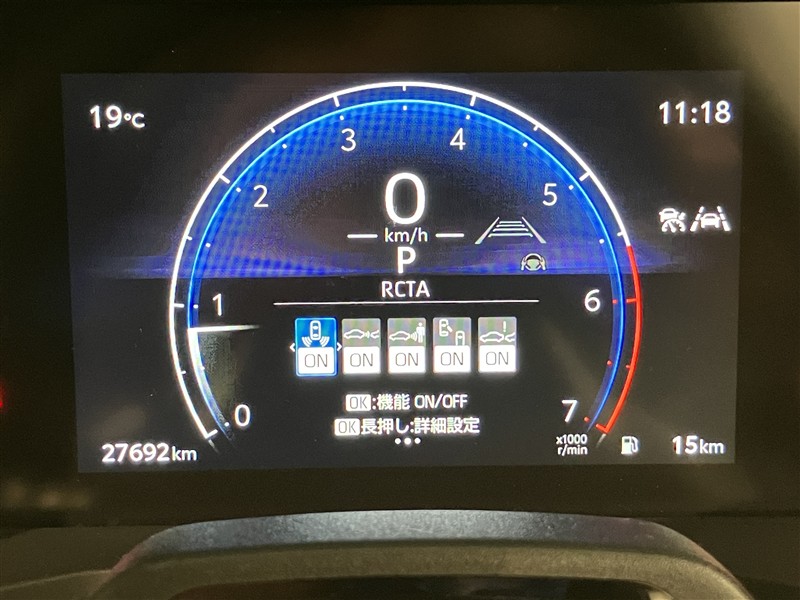 19°C
11:18
3
4
2
5
0
km/h
P
RCTA
1
6
ON ON ON ON ON
OK:機能 ON/OFF
OK長押し:詳細設定
0
7
x1000
r/min
27692km
15km